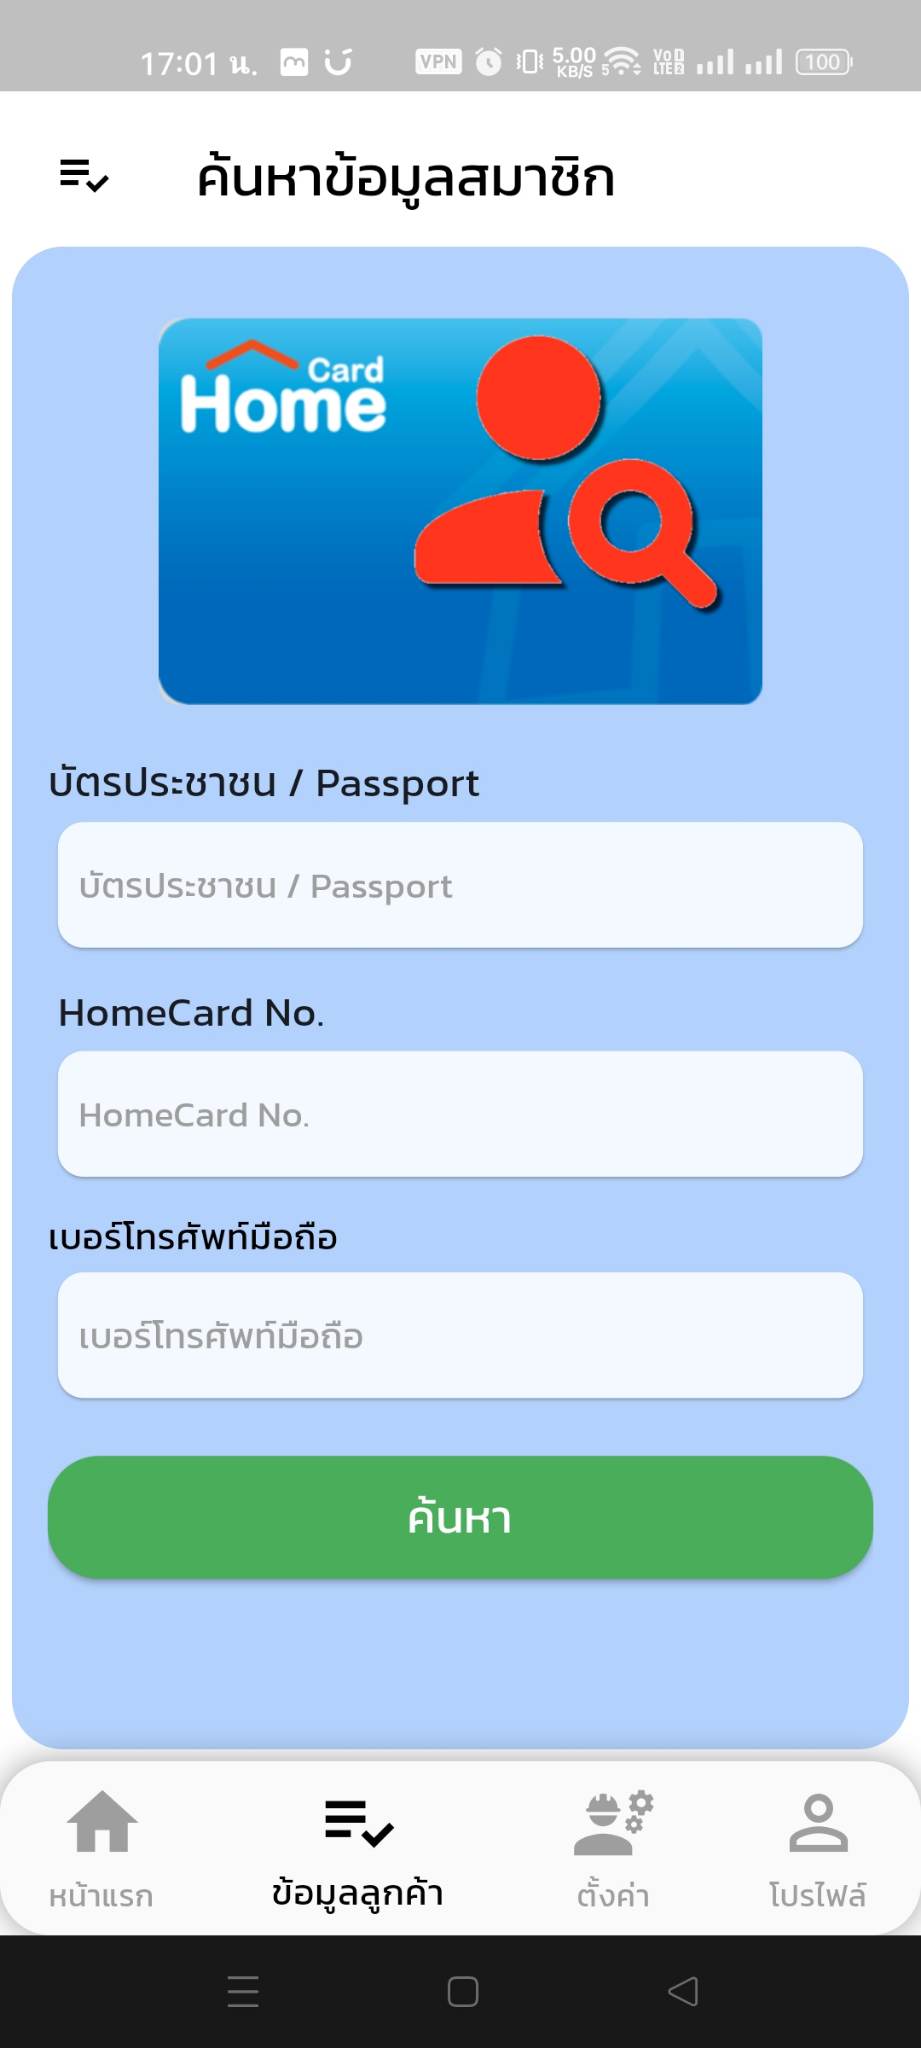 17:01 น. VPN 5.00 KB/S 5 VoD LTE2 100
ค้นหาข้อมูลสมาชิก
Card
Home
บัตรประชาชน / Passport
บัตรประชาชน / Passport
HomeCard No.
HomeCard No.
เบอร์โทรศัพท์มือถือ
เบอร์โทรศัพท์มือถือ
ค้นหา
หน้าแรก ข้อมูลลูกค้า ตั้งค่า โปรไฟล์